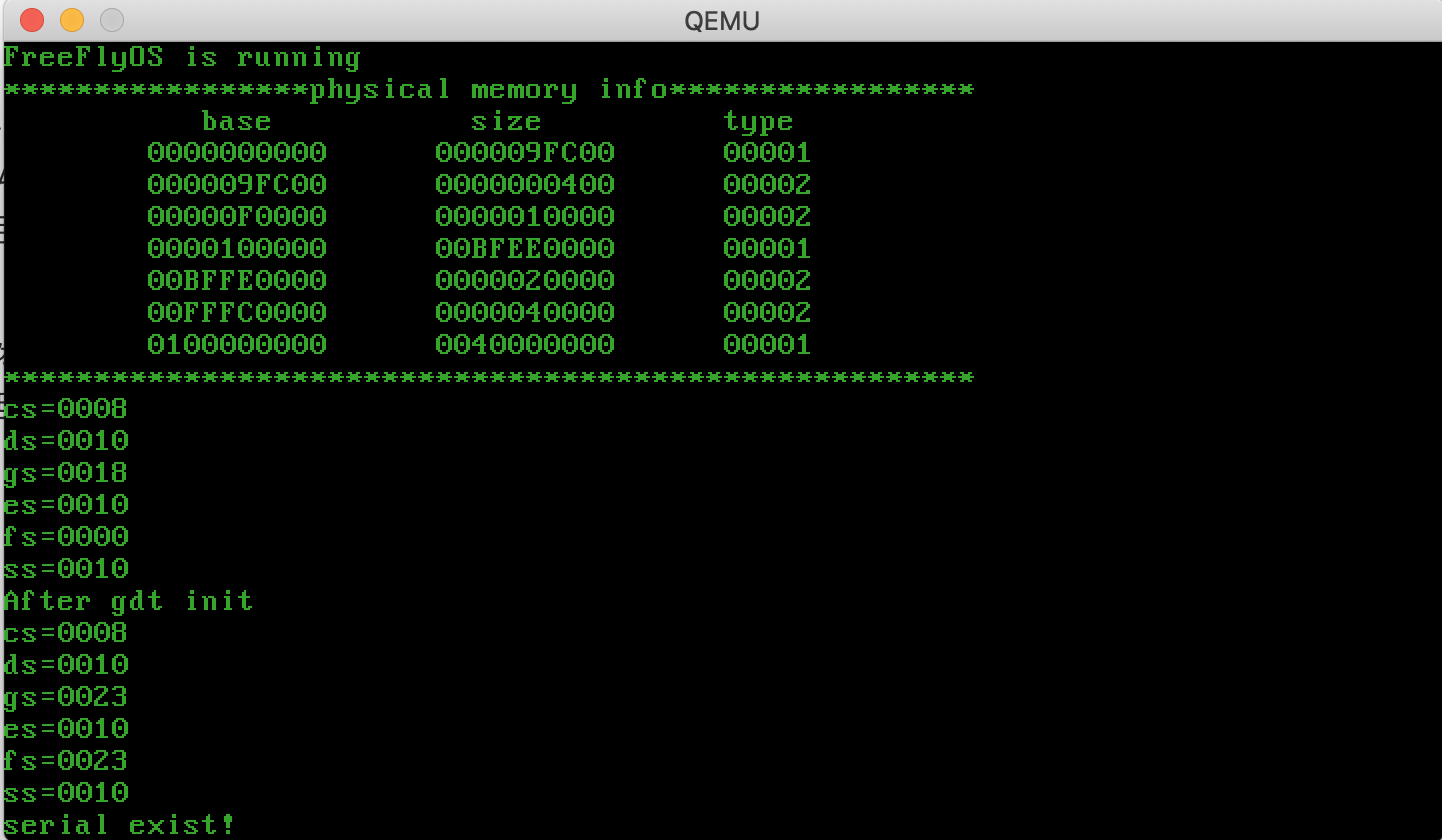 QEMU
FreeFlyOS is running
*****************physical memory info*****************
base size type
0000000000 000009FC00 00001
000009FC00 0000000400 00002
00000F0000 0000010000 00002
0000100000 00BFEE0000 00001
00BFFE0000 0000020000 00002
00FFFC0000 0000040000 00002
0100000000 0040000000 00001
******************************************************
cs=0008
ds=0010
gs=0018
es=0010
fs=0000
ss=0010
After gdt init
cs=0008
ds=0010
gs=0023
es=0010
fs=0023
ss=0010
serial exist!